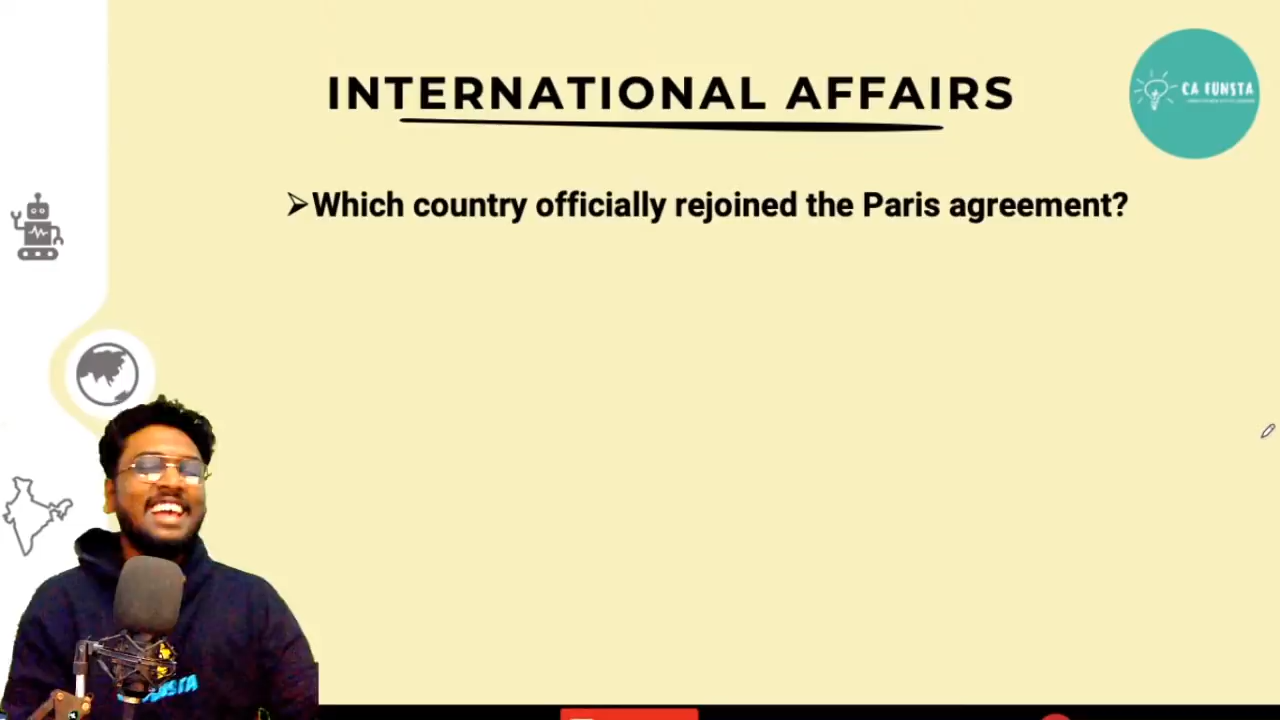 INTERNATIONAL AFFAIRS
CA FUNSTA
➢Which country officially rejoined the Paris agreement?